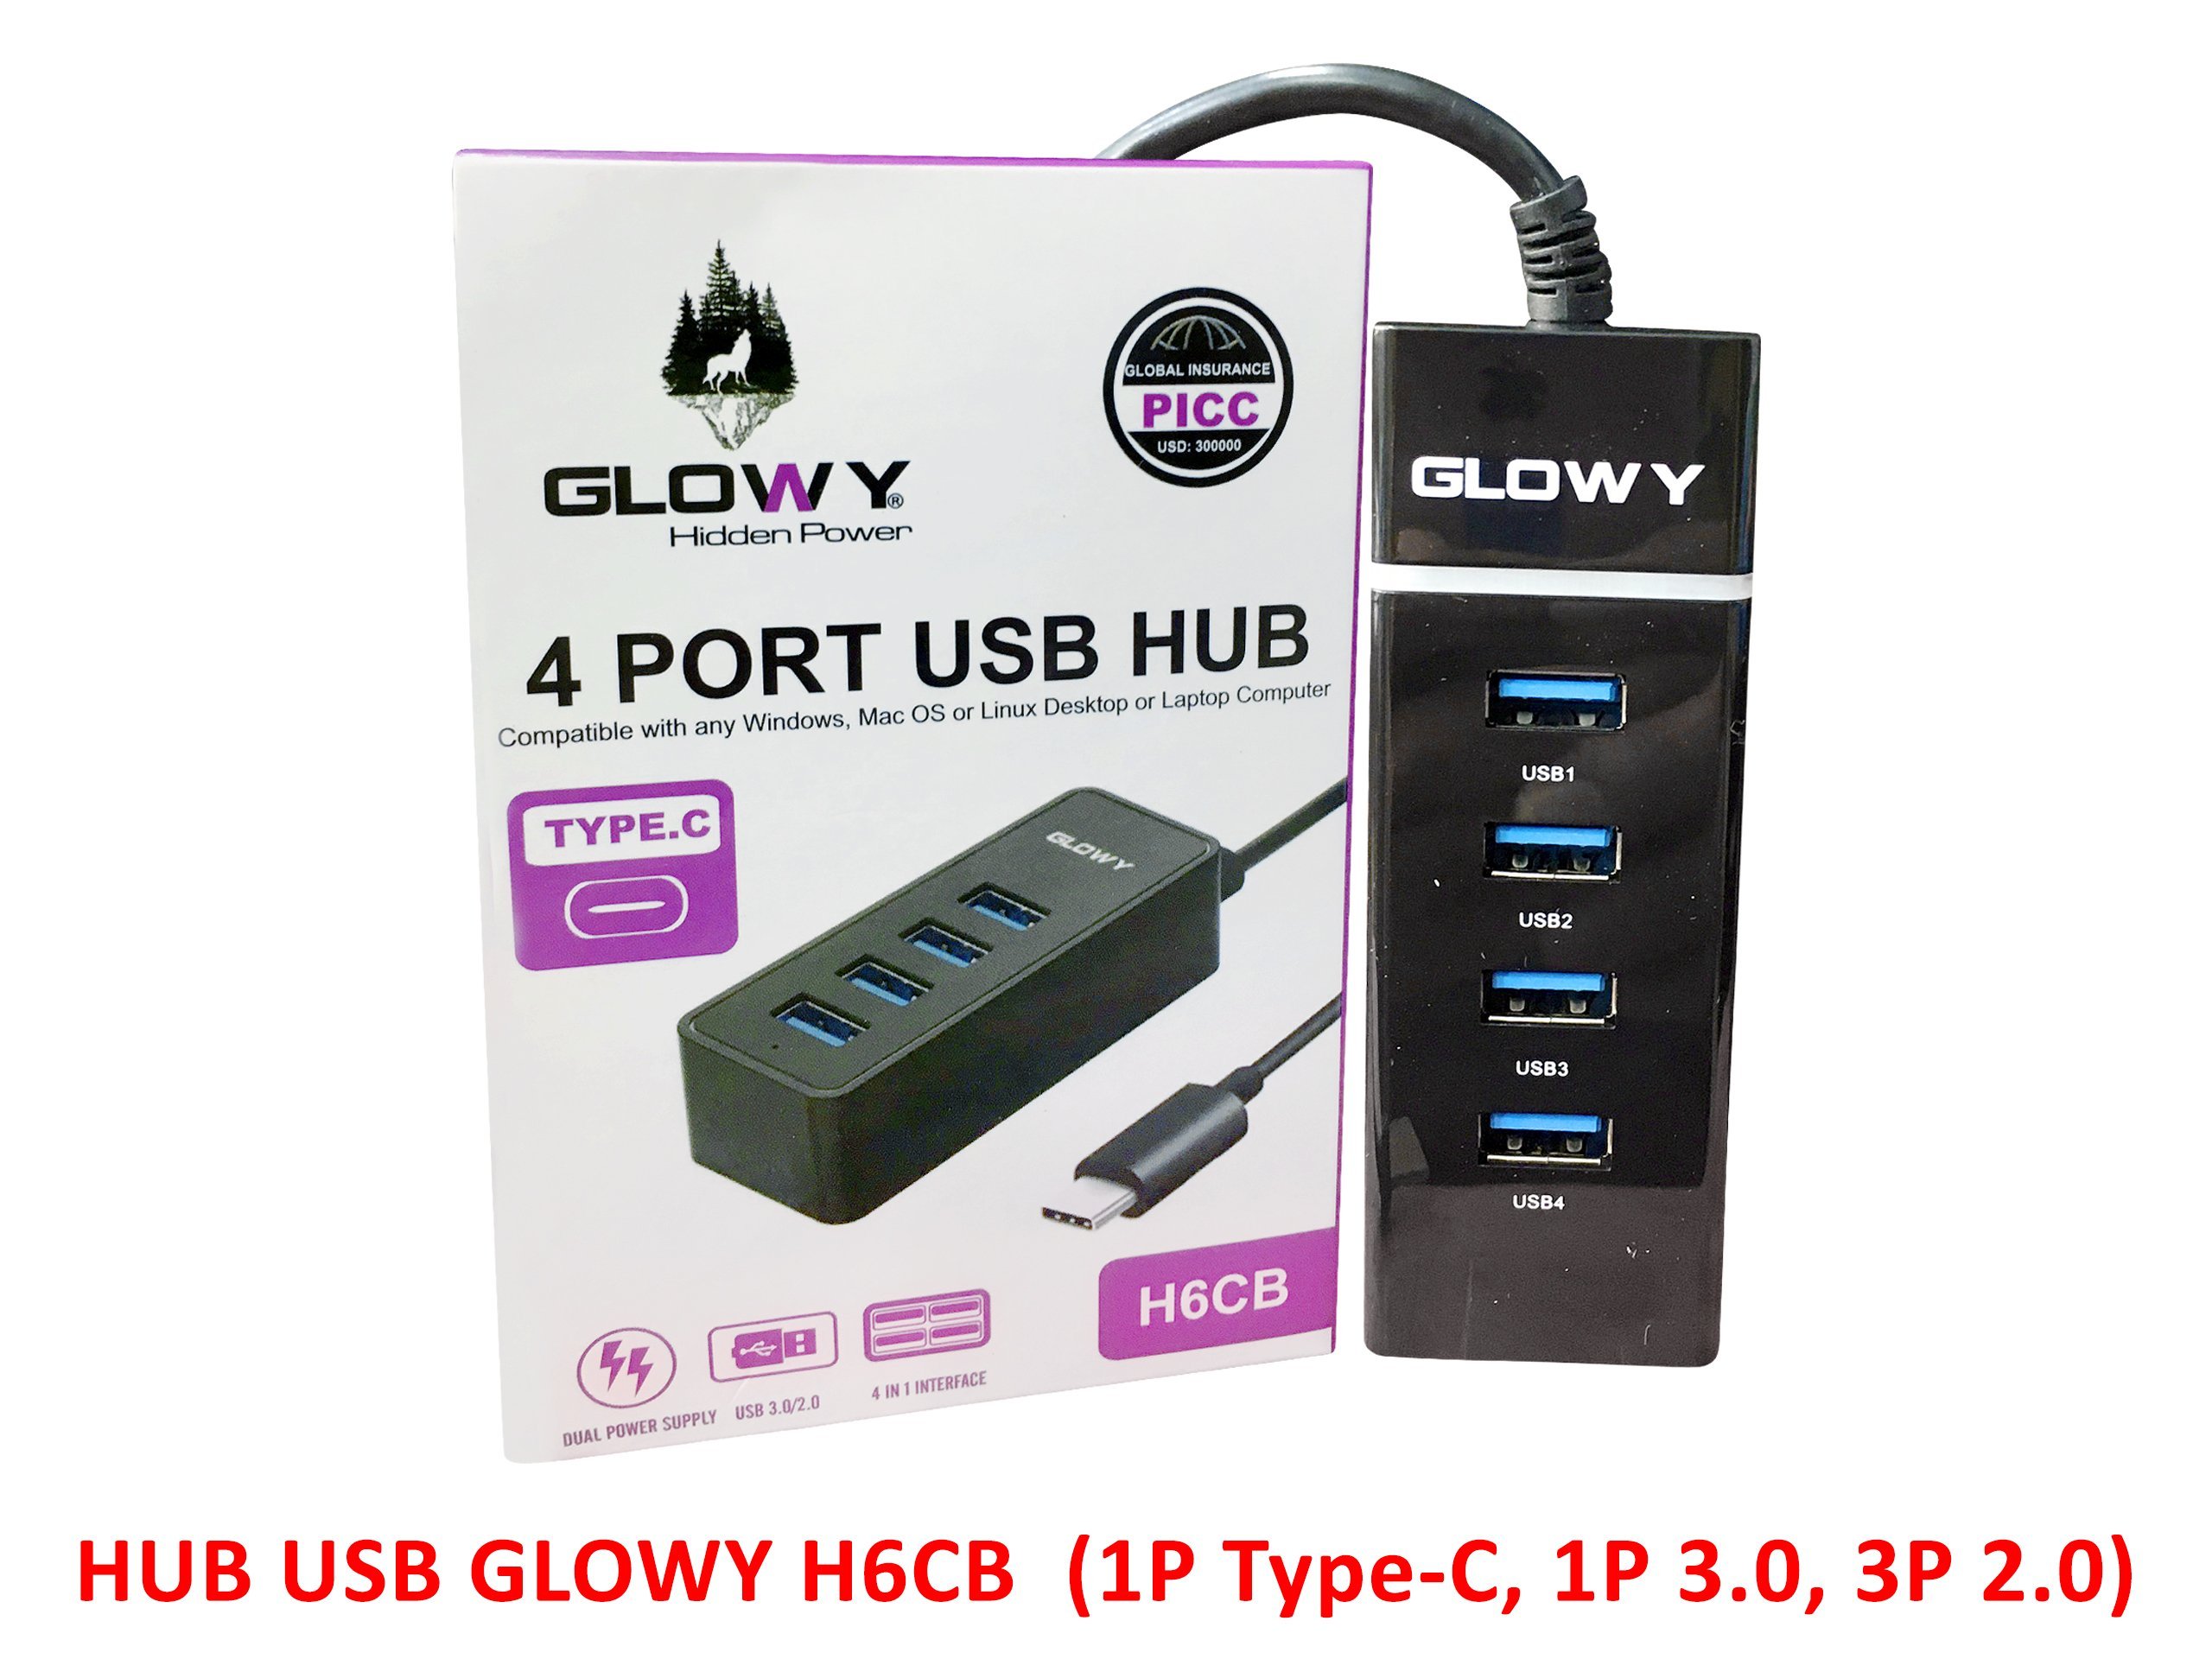 GLOWY®
Hidden Power
GLOBAL INSURANCE
PICC
USD: 300000
4 PORT USB HUB
Compatible with any Windows, Mac OS or Linux Desktop or Laptop Computer
TYPE.C
GLOWY
H6CB
DUAL POWER SUPPLY
USB 3.0/2.0
4 IN 1 INTERFACE
GLOWY
USB1
USB2
USB3
USB4
HUB USB GLOWY H6CB (1P Type-C, 1P 3.0, 3P 2.0)